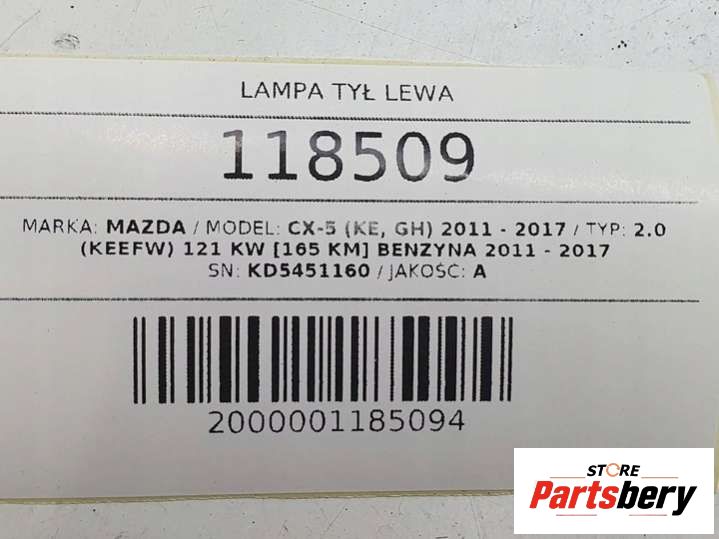 LAMPA TYŁ LEWA
118509
MARKA: MAZDA / MODEL: CX-5 (KE, GH) 2011 - 2017 / TYP: 2.0
(KEEFW) 121 KW [165 KM] BENZYNA 2011 - 2017
SN: KD5451160 / JAKOŚĆ: A
2000001185094
STORE
Partsbery